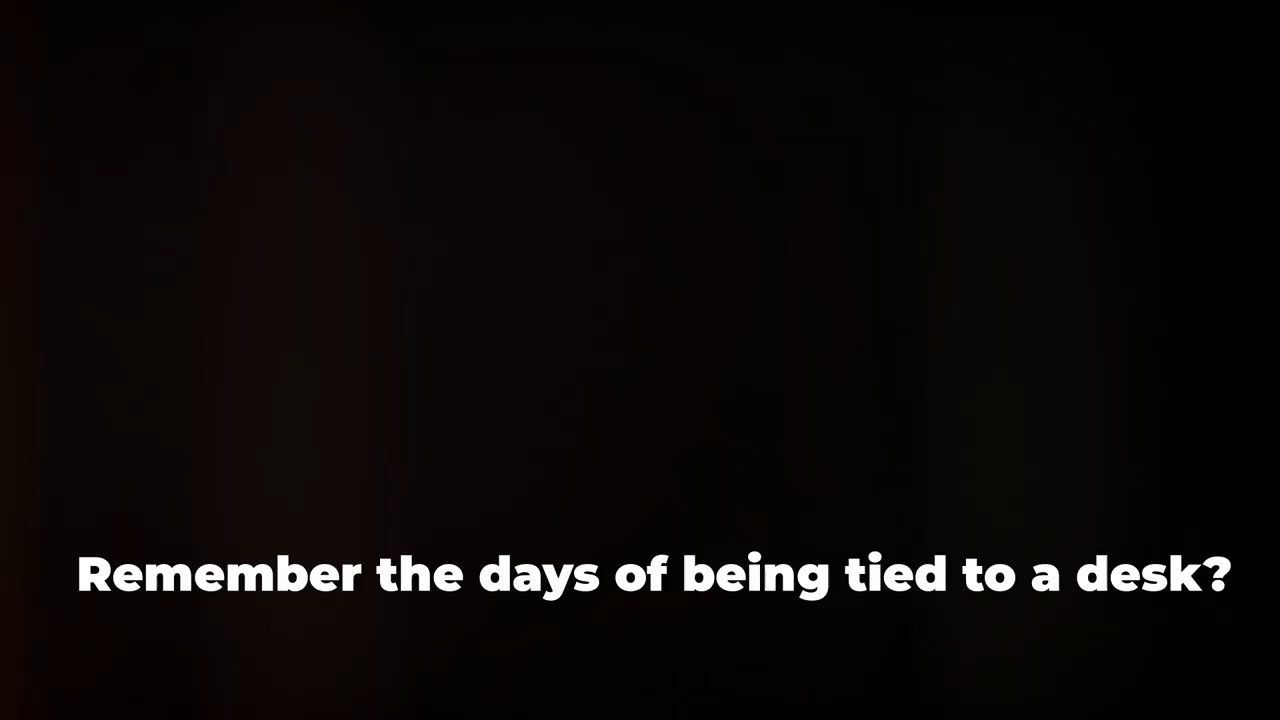 Remember the days of being tied to a desk?